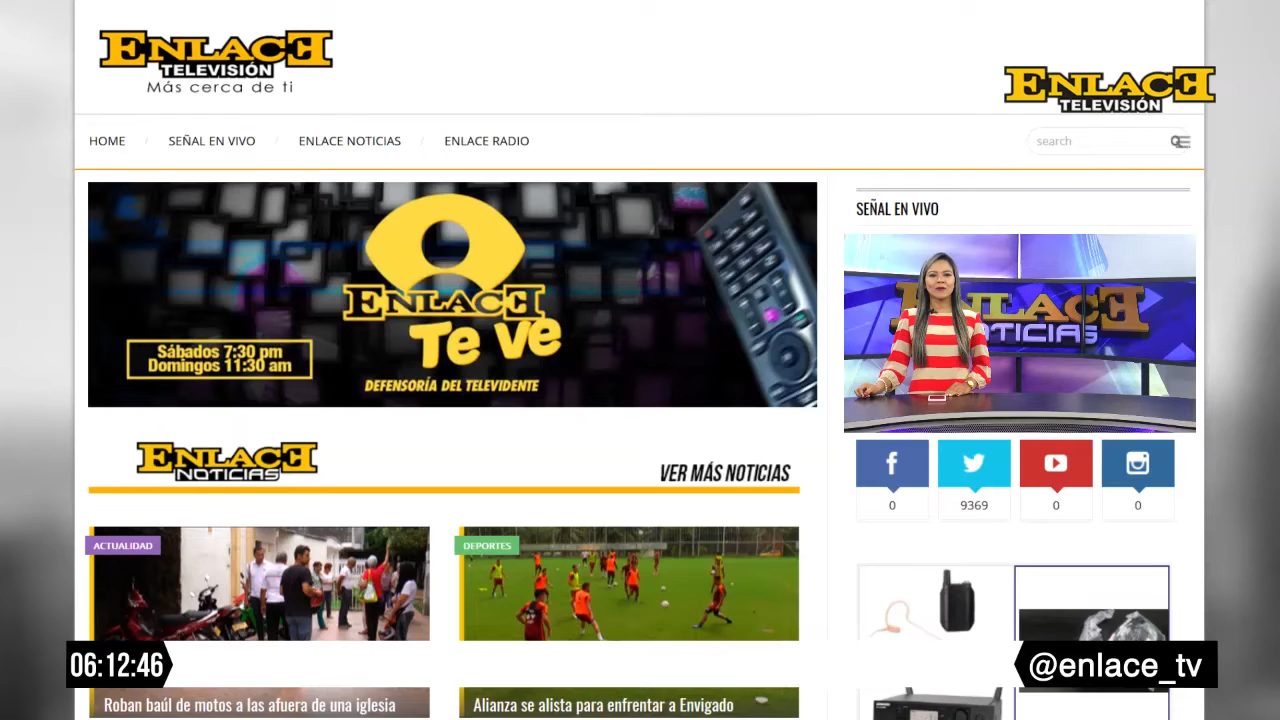 ENLACE
TELEVISIÓN
Más cerca de ti
ENLACE
TELEVISIÓN
HOME / SEÑAL EN VIVO / ENLACE NOTICIAS / ENLACE RADIO
search
SEÑAL EN VIVO
ENLACE
Te ve
Sábados 7:30 pm
Domingos 11:30 am
DEFENSORÍA DEL TELEVIDENTE
ENLACE
NOTICIAS
0
9369
0
0
ENLACE
NOTICIAS
VER MÁS NOTICIAS
ACTUALIDAD
DEPORTES
06:12:46
@enlace_tv
Roban baúl de motos a las afuera de una iglesia
Alianza se alista para enfrentar a Envigado